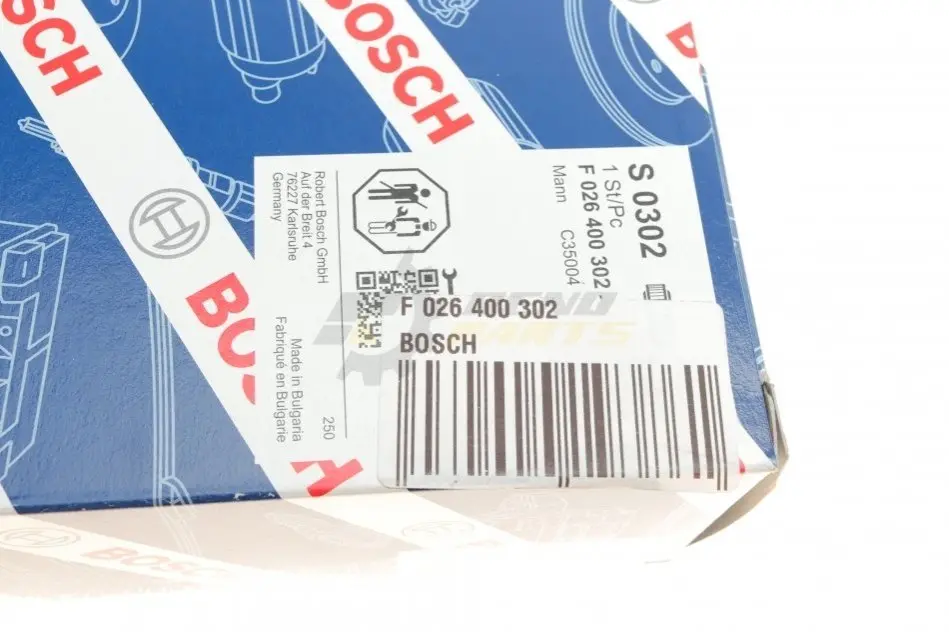 BOSCH
BOSCH
S 0302
1 St/Pc
F 026 400 302 -
Mann C35004
Robert Bosch GmbH
Auf der Breit 4
76227 Karlsruhe
Germany
Made in Bulgaria
Fabriqué en Bulgarie
250
F 026 400 302
BOSCH
PARTS
BOSCH